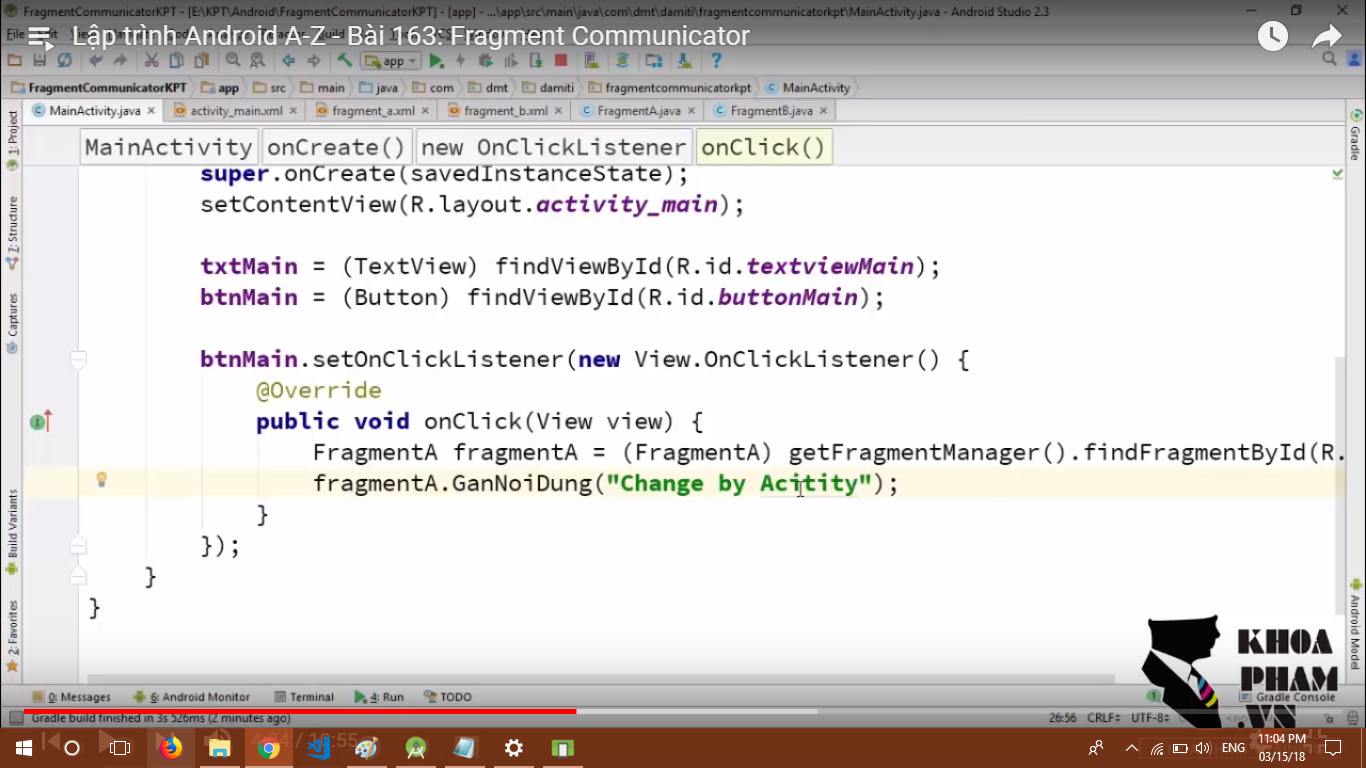 FragmentCommunicatorKPT - [E:\KPT\Android\FragmentCommunicatorKPT] - [app] - ...\app\src\main\java\com\dmt\damiti\fragmentcommunicatorkpt\MainActivity.java - Android Studio 2.3
File
Lập trình Android A-Z - Bài 163: Fragment Communicator
app
FragmentCommunicatorKPT app src main java com dmt damiti fragmentcommunicatorkpt MainActivity
MainActivity.java activity_main.xml fragment_a.xml fragment_b.xml FragmentA.java FragmentB.java
1: Project
Z: Structure
Captures
Build Variants
2: Favorites
Gradle
Android Model
MainActivity onCreate() new OnClickListener onClick()
super.onCreate(savedInstanceState);
setContentView(R.layout.activity_main);
txtMain = (TextView) findViewById(R.id.textviewMain);
btnMain = (Button) findViewById(R.id.buttonMain);
btnMain.setOnClickListener(new View.OnClickListener() {
@Override
public void onClick(View view) {
FragmentA fragmentA = (FragmentA) getFragmentManager().findFragmentById(R.
fragmentA.GanNoiDung("Change by Acitity");
}
});
}
}
KHOA
PHAM
.VN
0: Messages 6: Android Monitor Terminal 4: Run TODO 1 Gradle Console
Gradle build finished in 3s 526ms (2 minutes ago) 26:56 CRLF UTF-8
ENG 11:04 PM
03/15/18